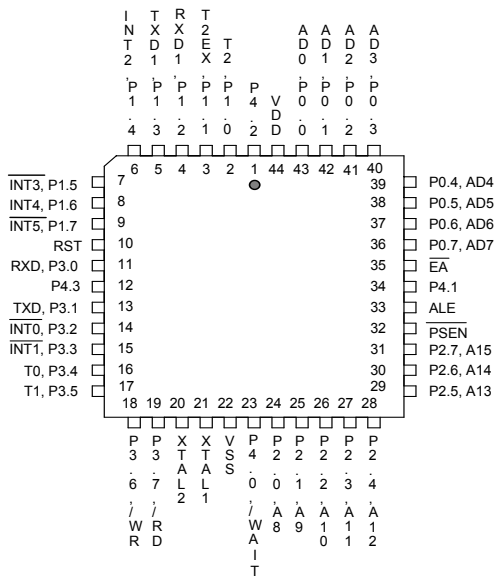 INT2, P1.4
TXD1, P1.3
RXD1, P1.2
T2EX, P1.1
T2, P1.0
P4.2
VDD
AD0, P0.0
AD1, P0.1
AD2, P0.2
AD3, P0.3
6 5 4 3 2 1 44 43 42 41 40
INT3, P1.5 7
INT4, P1.6 8
INT5, P1.7 9
RST 10
RXD, P3.0 11
P4.3 12
TXD, P3.1 13
INT0, P3.2 14
INT1, P3.3 15
T0, P3.4 16
T1, P3.5 17
39 P0.4, AD4
38 P0.5, AD5
37 P0.6, AD6
36 P0.7, AD7
35 EA
34 P4.1
33 ALE
32 PSEN
31 P2.7, A15
30 P2.6, A14
29 P2.5, A13
18 19 20 21 22 23 24 25 26 27 28
P3.6, /WR
P3.7, /RD
XTAL2
XTAL1
VSS
P4.0, /WAIT
P2.0, A8
P2.1, A9
P2.2, A10
P2.3, A11
P2.4, A12